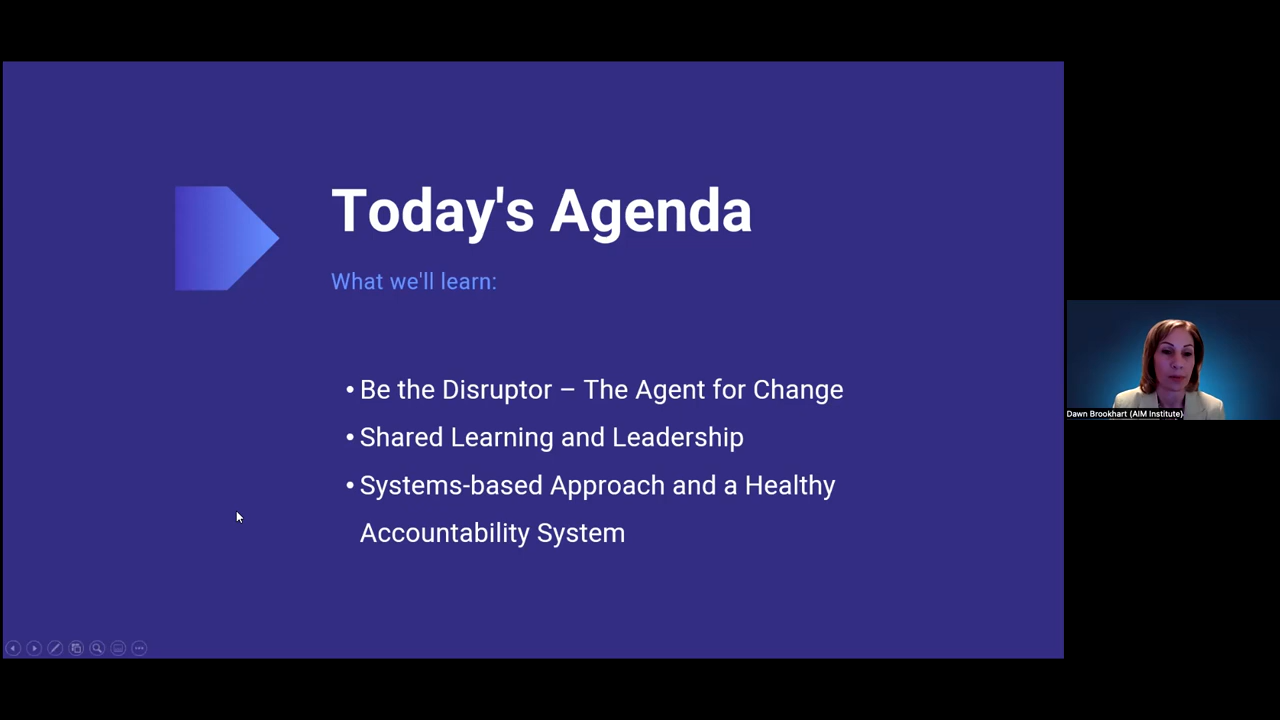 Today's Agenda
What we'll learn:
• Be the Disruptor – The Agent for Change
• Shared Learning and Leadership
• Systems-based Approach and a Healthy
Accountability System
Dawn Brookhart (AIM Institute)